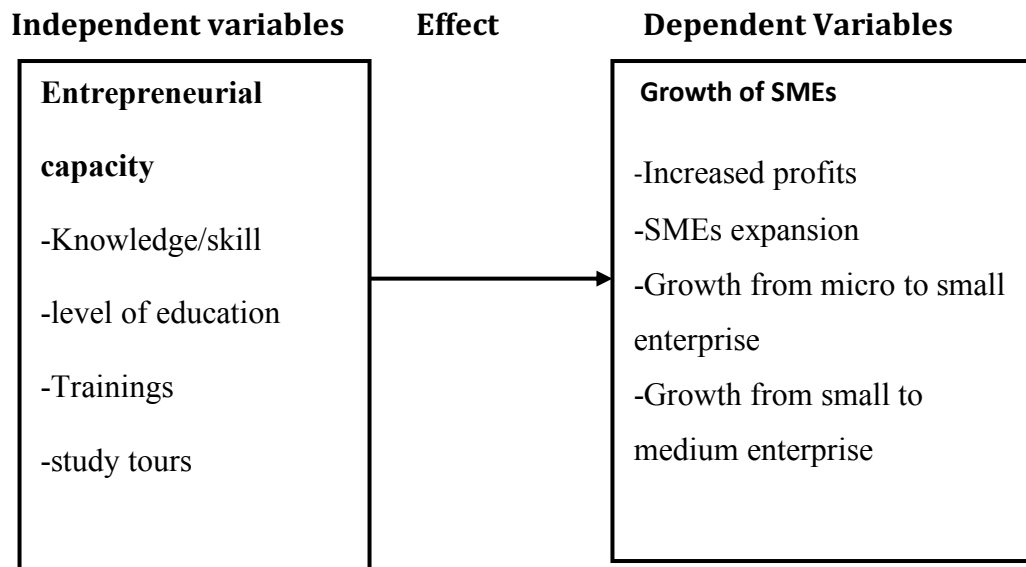 Independent variables Effect Dependent Variables
Entrepreneurial
capacity
-Knowledge/skill
-level of education
-Trainings
-study tours
Growth of SMEs
-Increased profits
-SMEs expansion
-Growth from micro to small
enterprise
-Growth from small to
medium enterprise